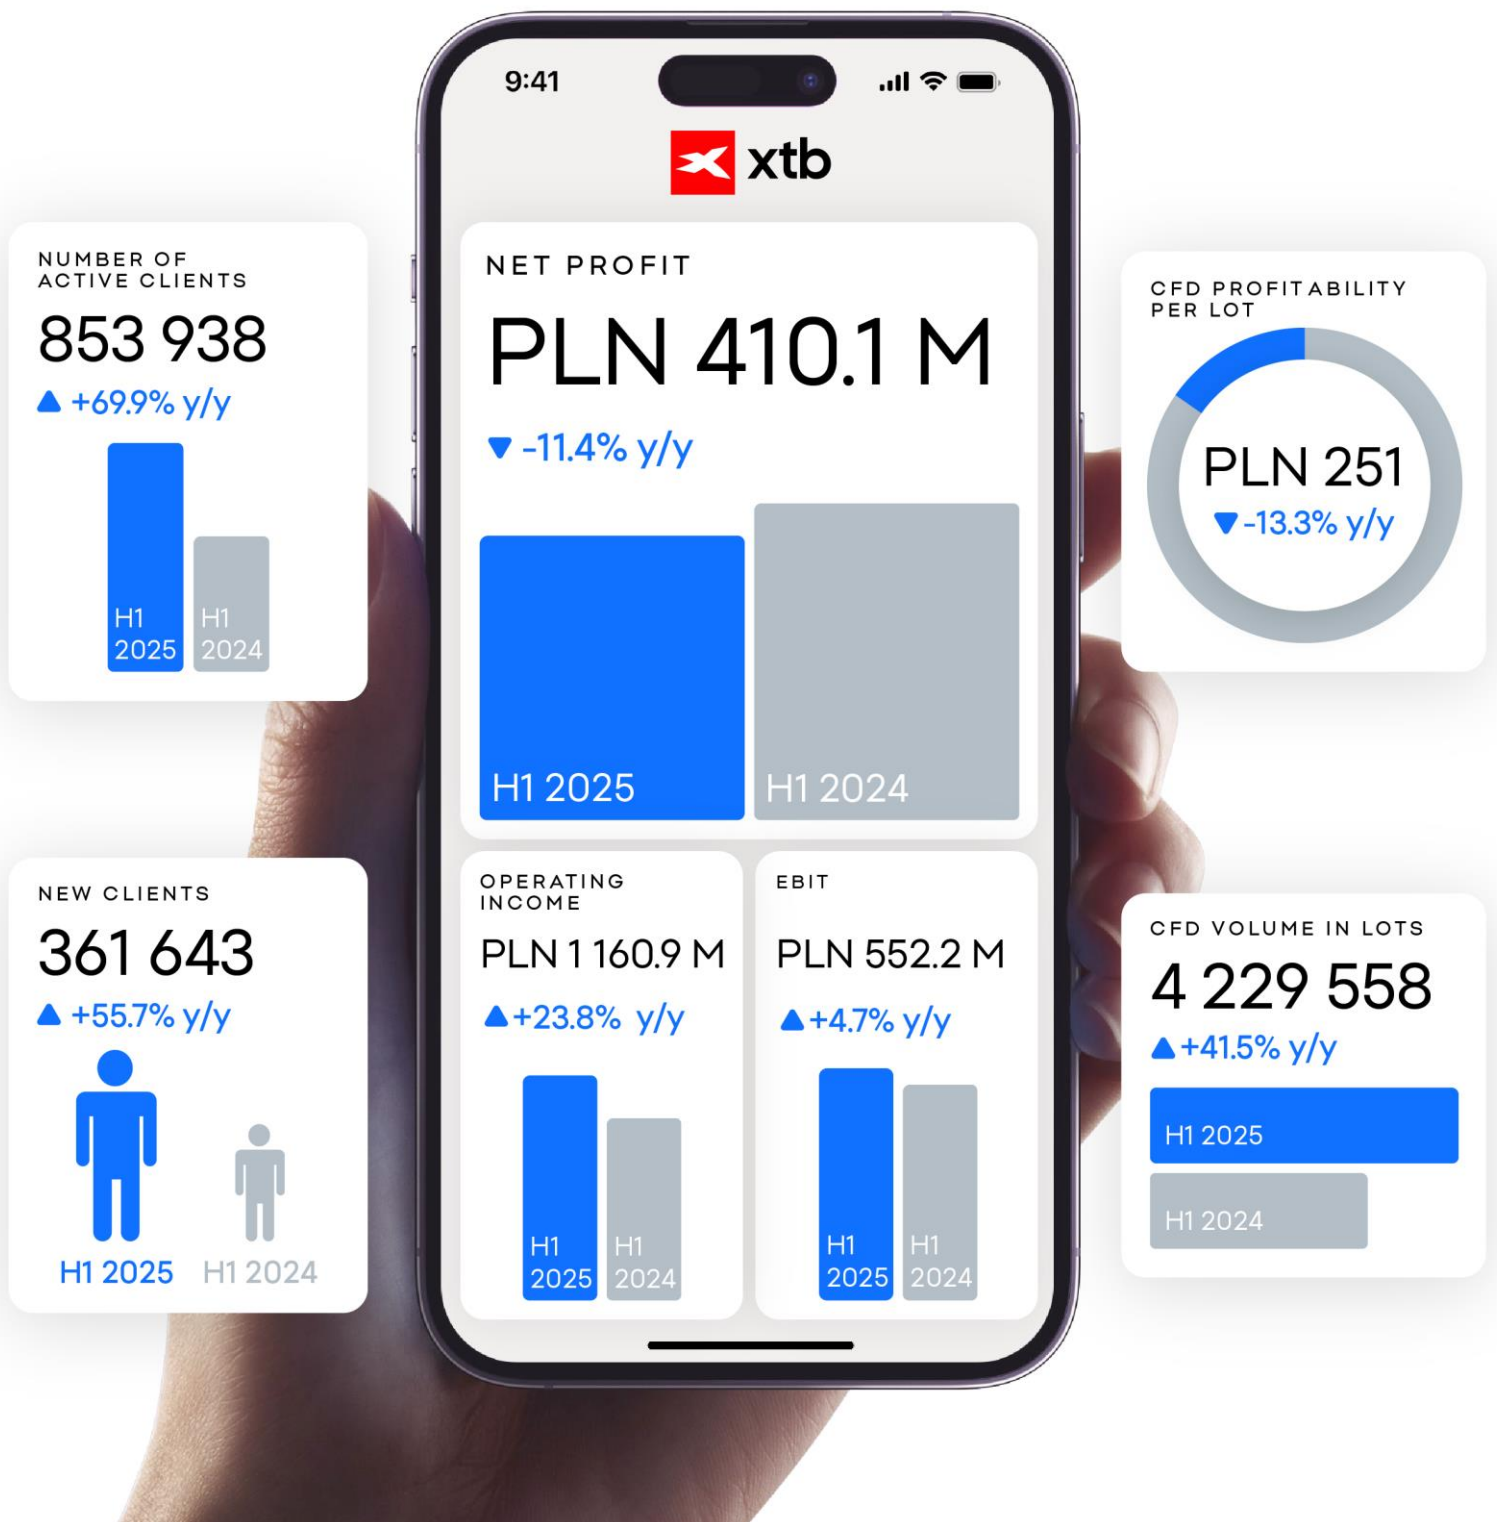 9:41
xtb
NUMBER OF
ACTIVE CLIENTS
853 938
▲ +69.9% y/y
H1
2025
H1
2024
NET PROFIT
PLN 410.1 M
▼ -11.4% y/y
H1 2025
H1 2024
CFD PROFITABILITY
PER LOT
PLN 251
▼ -13.3% y/y
NEW CLIENTS
361 643
▲ +55.7% y/y
H1 2025
H1 2024
OPERATING
INCOME
PLN 1 160.9 M
▲ +23.8% y/y
H1
2025
H1
2024
EBIT
PLN 552.2 M
▲ +4.7% y/y
H1
2025
H1
2024
CFD VOLUME IN LOTS
4 229 558
▲ +41.5% y/y
H1 2025
H1 2024